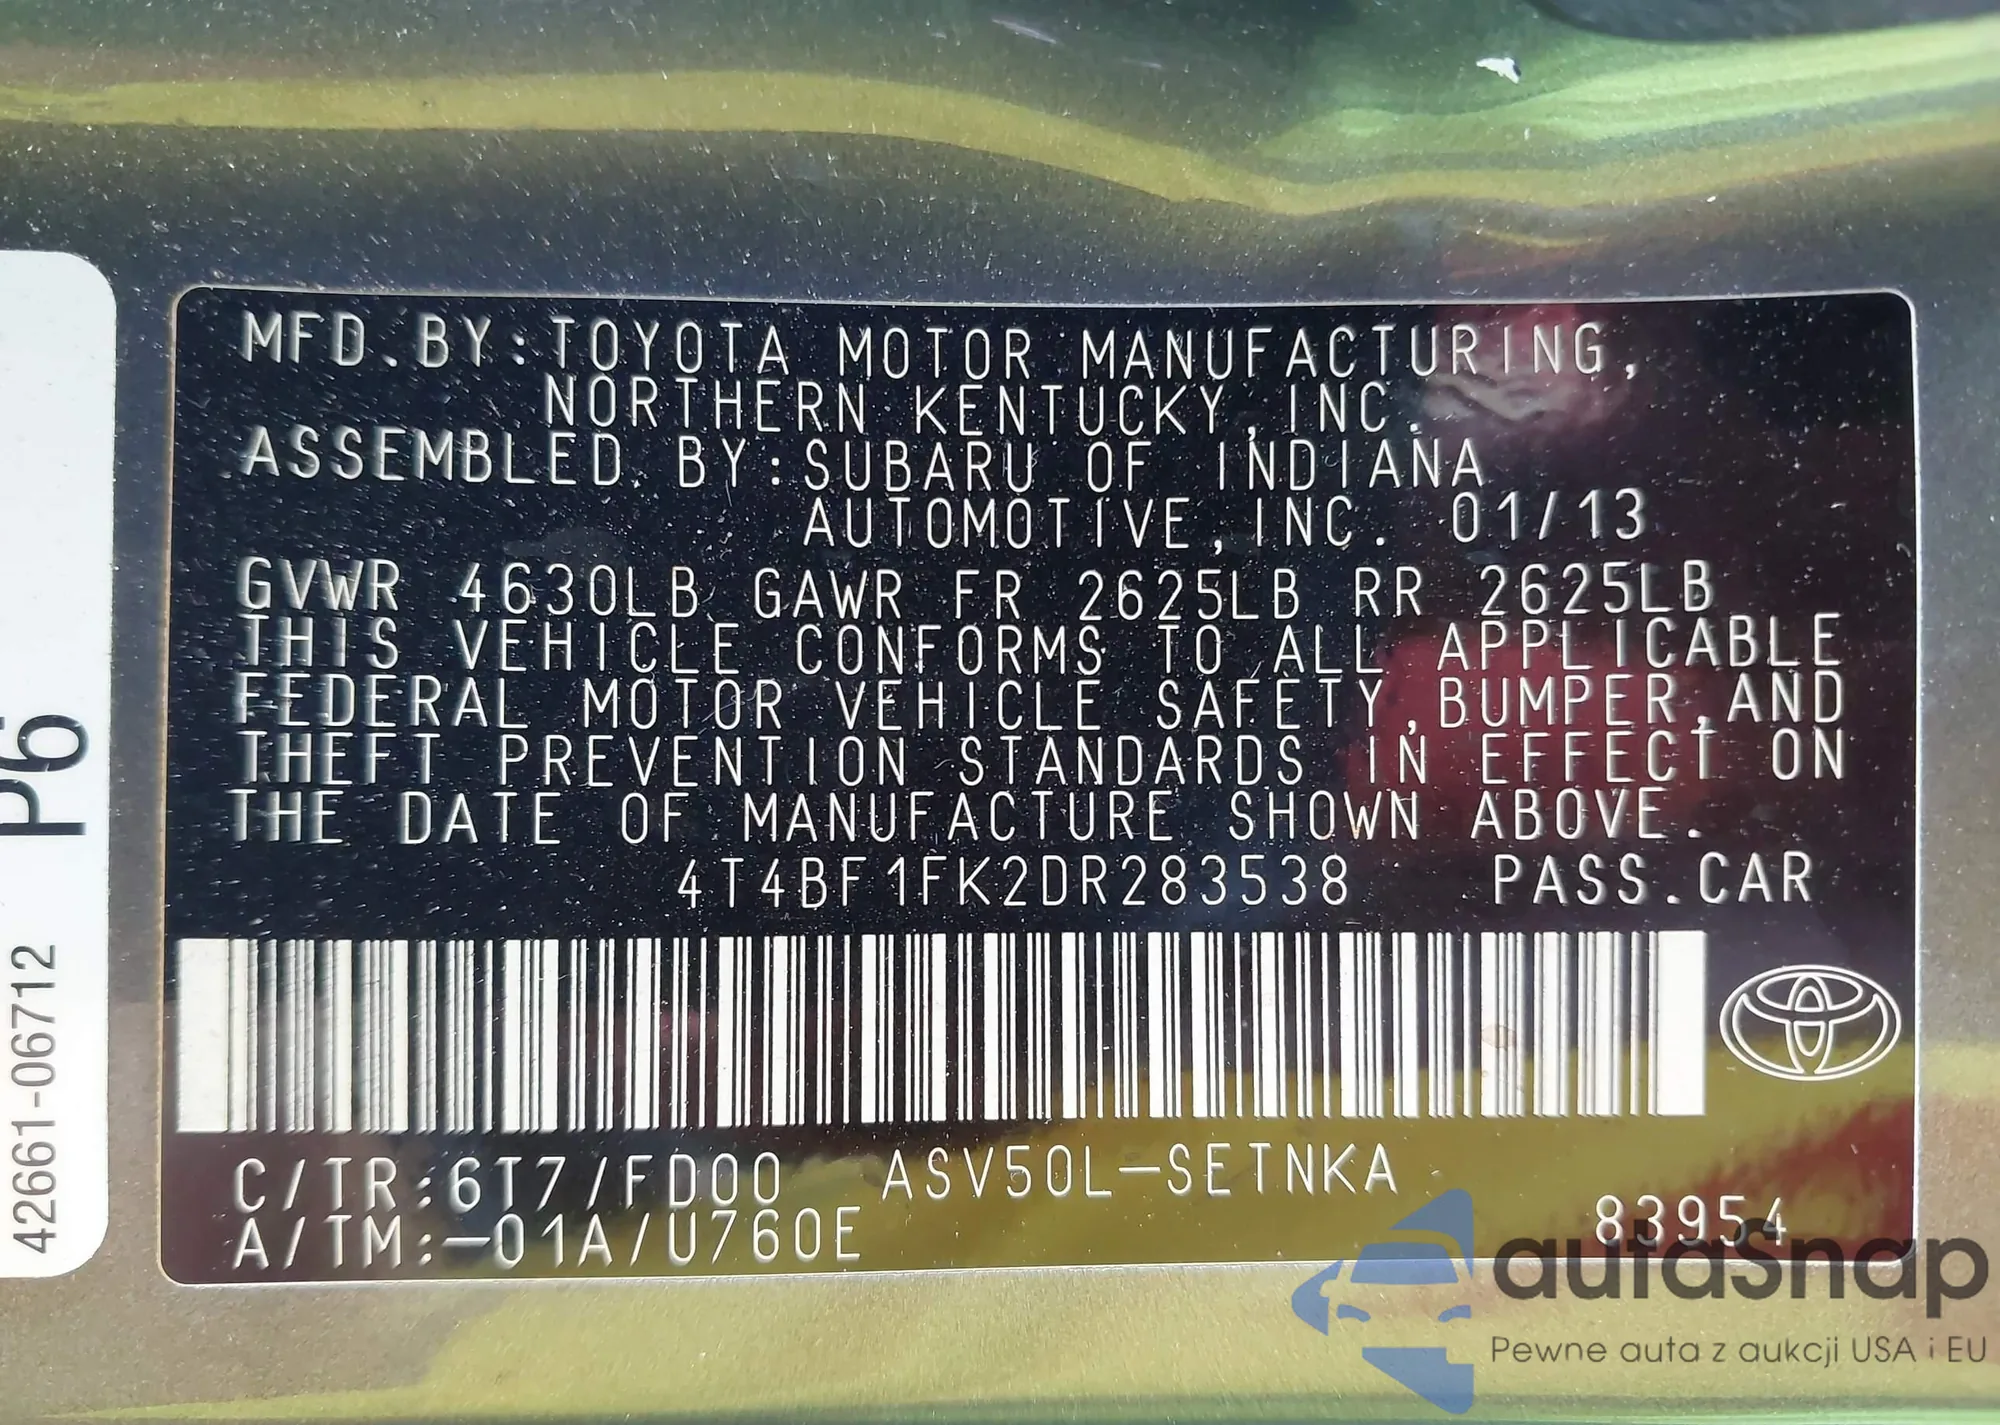 MFD.BY:TOYOTA MOTOR MANUFACTURING,
NORTHERN KENTUCKY,INC.
ASSEMBLED BY:SUBARU OF INDIANA
AUTOMOTIVE,INC. 01/13
GVWR 4630LB GAWR FR 2625LB RR 2625LB
THIS VEHICLE CONFORMS TO ALL APPLICABLE
FEDERAL MOTOR VEHICLE SAFETY,BUMPER,AND
THEFT PREVENTION STANDARDS IN EFFECT ON
THE DATE OF MANUFACTURE SHOWN ABOVE.
4T4BF1FK2DR283538 PASS.CAR
C/TR:6T7/FD00 ASV50L-SETNKA
A/TM:-01A/U760E 83954
42661-06712 P6
autaSnap
Pewne auta z aukcji USA i EU